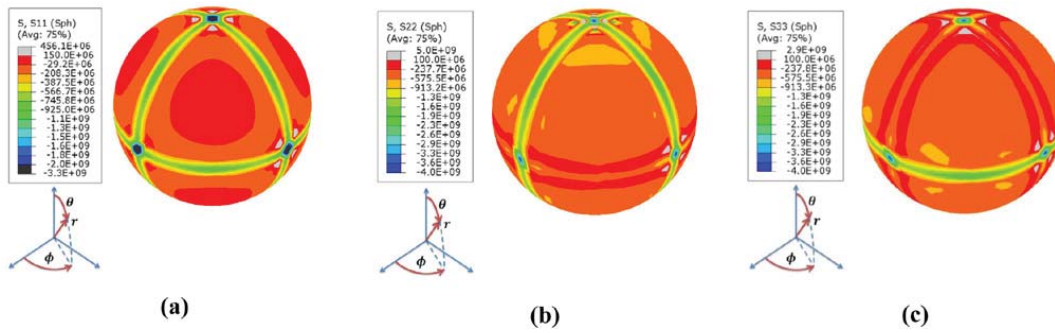 S, S11 (Sph)
(Avg: 75%)
456.1E+06
150.0E+06
-29.2E+06
-208.3E+06
-387.5E+06
-566.7E+06
-745.8E+06
-925.0E+06
-1.1E+09
-1.3E+09
-1.5E+09
-1.6E+09
-1.8E+09
-2.0E+09
-3.3E+09
θ
r
ϕ
(a)
S, S22 (Sph)
(Avg: 75%)
5.0E+09
100.0E+06
-237.7E+06
-575.5E+06
-913.2E+06
-1.3E+09
-1.6E+09
-1.9E+09
-2.3E+09
-2.6E+09
-2.9E+09
-3.3E+09
-3.6E+09
-4.0E+09
θ
r
ϕ
(b)
S, S33 (Sph)
(Avg: 75%)
2.9E+09
100.0E+06
-237.8E+06
-575.5E+06
-913.3E+06
-1.3E+09
-1.6E+09
-1.9E+09
-2.3E+09
-2.6E+09
-2.9E+09
-3.3E+09
-3.6E+09
-4.0E+09
θ
r
ϕ
(c)